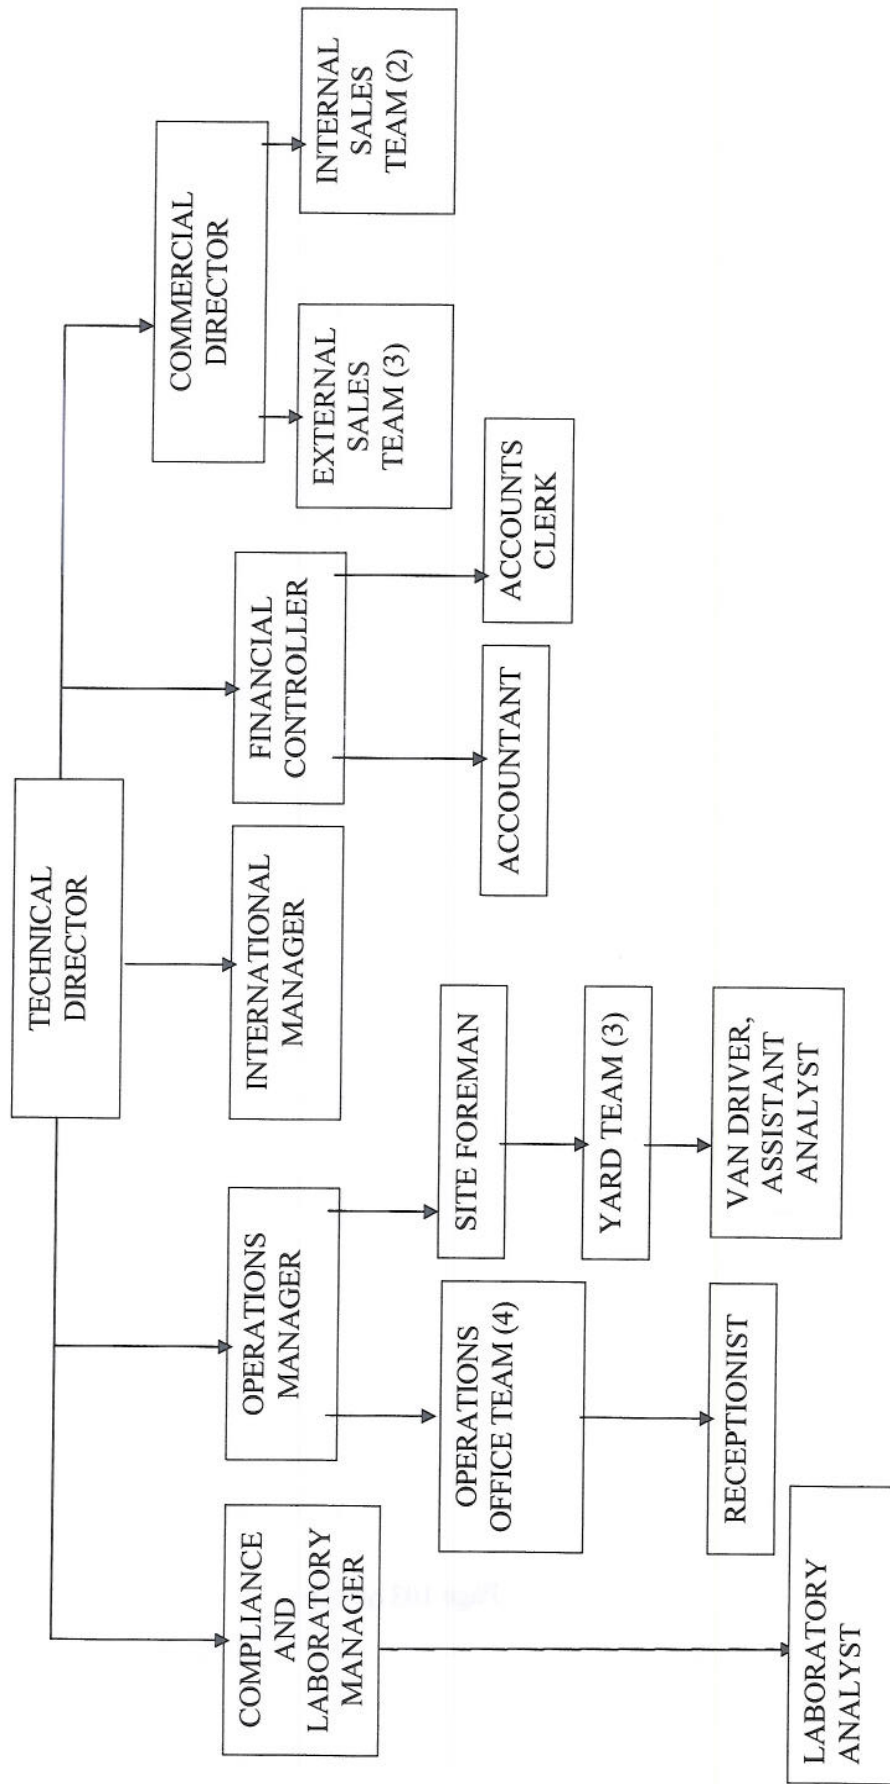 TECHNICAL
DIRECTOR
COMPLIANCE
AND
LABORATORY
MANAGER
OPERATIONS
MANAGER
INTERNATIONAL
MANAGER
FINANCIAL
CONTROLLER
COMMERCIAL
DIRECTOR
OPERATIONS
OFFICE TEAM (4)
SITE FOREMAN
ACCOUNTANT
ACCOUNTS
CLERK
EXTERNAL
SALES
TEAM (3)
INTERNAL
SALES
TEAM (2)
YARD TEAM (3)
RECEPTIONIST
VAN DRIVER,
ASSISTANT
ANALYST
LABORATORY
ANALYST